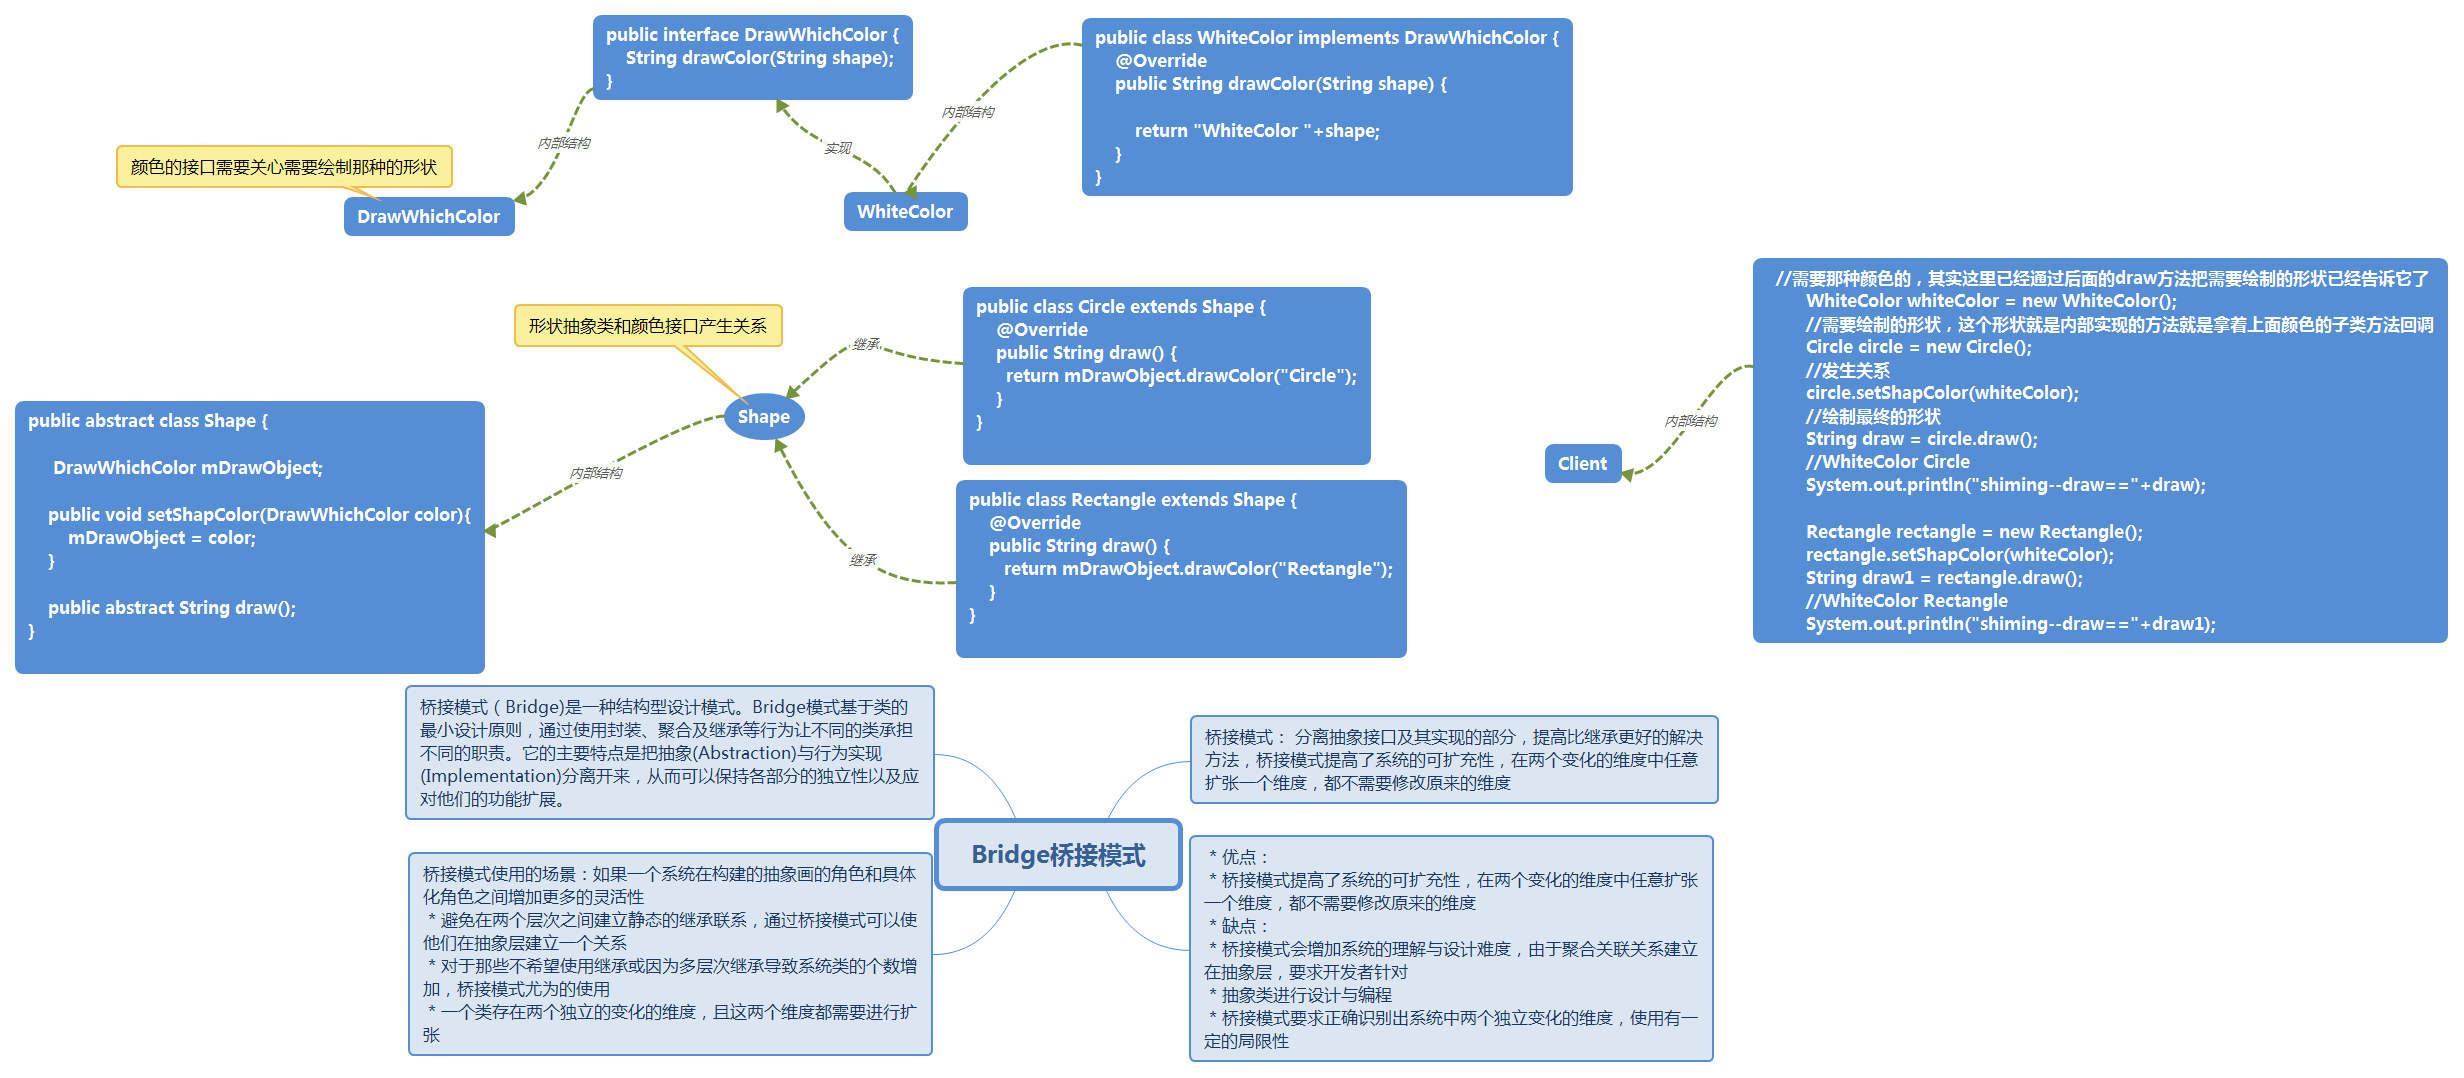 public interface DrawWhichColor {
String drawColor(String shape);
}
内部结构
颜色的接口需要关心需要绘制那种的形状
DrawWhichColor
实现
WhiteColor
内部结构
public class WhiteColor implements DrawWhichColor {
@Override
public String drawColor(String shape) {
return "WhiteColor "+shape;
}
}
形状抽象类和颜色接口产生关系
Shape
内部结构
public abstract class Shape {
DrawWhichColor mDrawObject;
public void setShapColor(DrawWhichColor color){
mDrawObject = color;
}
public abstract String draw();
}
继承
public class Circle extends Shape {
@Override
public String draw() {
return mDrawObject.drawColor("Circle");
}
}
继承
public class Rectangle extends Shape {
@Override
public String draw() {
return mDrawObject.drawColor("Rectangle");
}
}
Client
内部结构
//需要那种颜色的，其实这里已经通过后面的draw方法把需要绘制的形状已经告诉它了
WhiteColor whiteColor = new WhiteColor();
//需要绘制的形状，这个形状就是内部实现的方法就是拿着上面颜色的子类方法回调
Circle circle = new Circle();
//发生关系
circle.setShapColor(whiteColor);
//绘制最终的形状
String draw = circle.draw();
//WhiteColor Circle
System.out.println("shiming--draw=="+draw);
Rectangle rectangle = new Rectangle();
rectangle.setShapColor(whiteColor);
String draw1 = rectangle.draw();
//WhiteColor Rectangle
System.out.println("shiming--draw=="+draw1);
桥接模式（Bridge)是一种结构型设计模式。Bridge模式基于类的
最小设计原则，通过使用封装、聚合及继承等行为让不同的类承担
不同的职责。它的主要特点是把抽象(Abstraction)与行为实现
(Implementation)分离开来，从而可以保持各部分的独立性以及应
对他们的功能扩展。
桥接模式： 分离抽象接口及其实现的部分，提高比继承更好的解决
方法，桥接模式提高了系统的可扩充性，在两个变化的维度中任意
扩张一个维度，都不需要修改原来的维度
Bridge桥接模式
桥接模式使用的场景：如果一个系统在构建的抽象画的角色和具体
化角色之间增加更多的灵活性
* 避免在两个层次之间建立静态的继承联系，通过桥接模式可以使
他们在抽象层建立一个关系
* 对于那些不希望使用继承或因为多层次继承导致系统类的个数增
加，桥接模式尤为的使用
* 一个类存在两个独立的变化的维度，且这两个维度都需要进行扩
张
* 优点：
* 桥接模式提高了系统的可扩充性，在两个变化的维度中任意扩张
一个维度，都不需要修改原来的维度
* 缺点：
* 桥接模式会增加系统的理解与设计难度，由于聚合关联关系建立
在抽象层，要求开发者针对
* 抽象类进行设计与编程
* 桥接模式要求正确识别出系统中两个独立变化的维度，使用有一
定的局限性